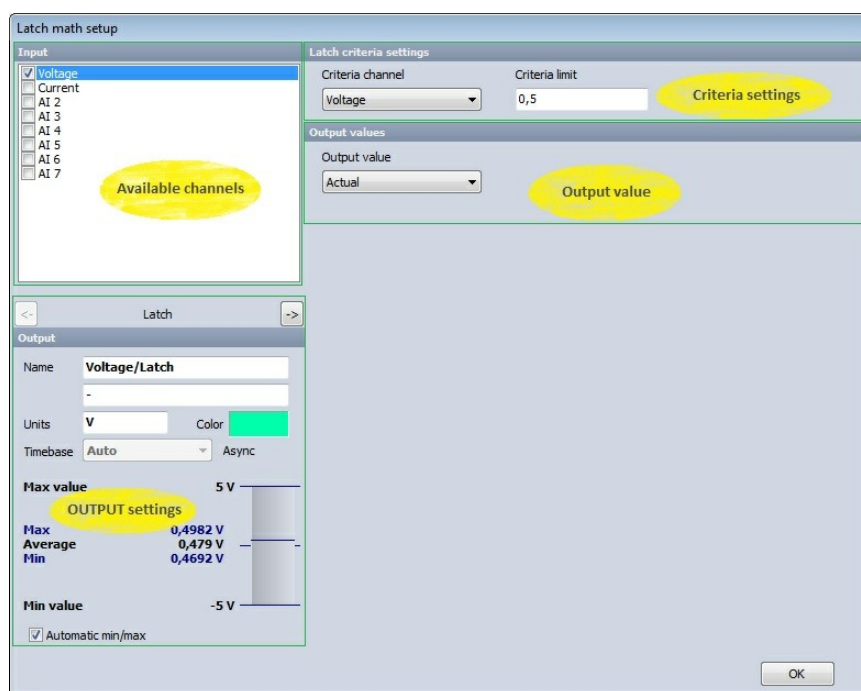 Latch math setup
Input
Voltage
Current
AI 2
AI 3
AI 4
AI 5
AI 6
AI 7
Available channels
Latch criteria settings
Criteria channel
Criteria limit
Voltage
0,5
Criteria settings
Output values
Output value
Actual
Output value
<- Latch ->
Output
Name Voltage/Latch
-
Units V Color
Timebase Auto Async
Max value 5 V
OUTPUT settings
Max 0,4982 V
Average 0,479 V
Min 0,4692 V
Min value -5 V
Automatic min/max
OK